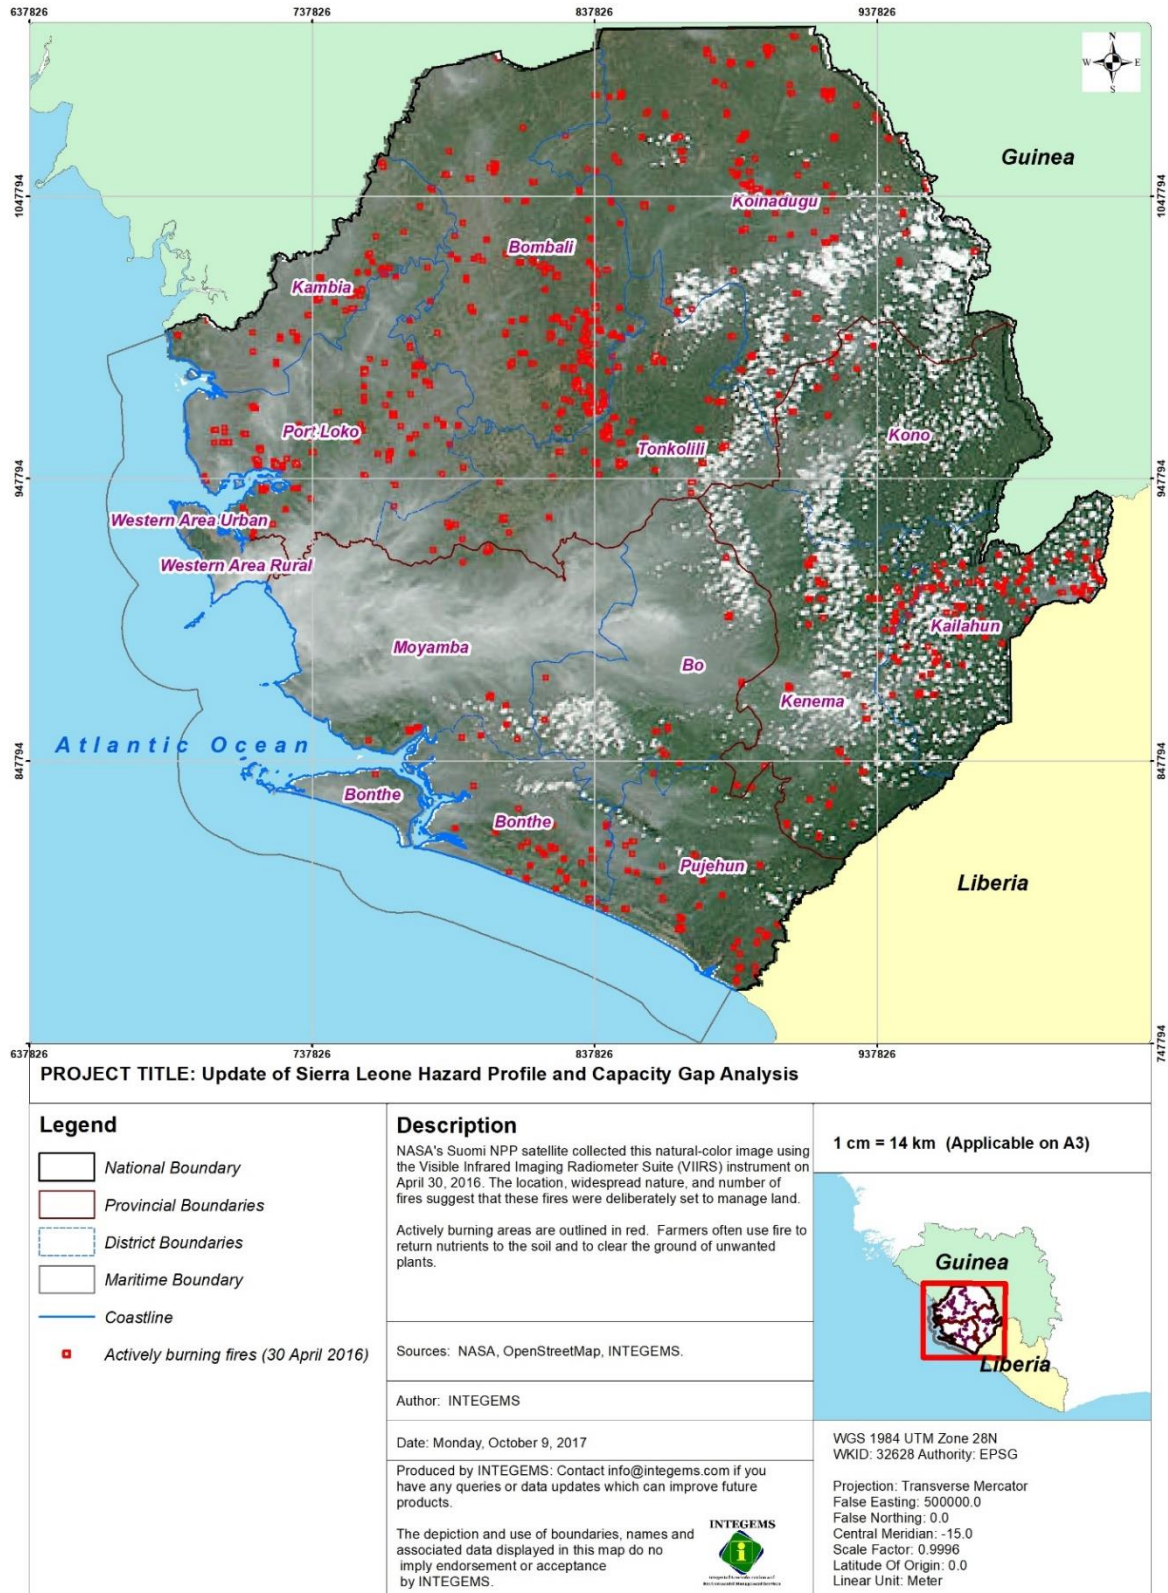 637826 737826 837826 937826
N
W E
S
Guinea
1047794 1047794
Koinadugu
Bombali
Kambia
Port Loko
Kono
Tonkolili
947794 947794
Western Area Urban
Western Area Rural
Kailahun
Moyamba
Bo
Kenema
Atlantic Ocean
847794 847794
Bonthe
Bonthe
Pujehun
Liberia
747794
637826 737826 837826 937826
PROJECT TITLE: Update of Sierra Leone Hazard Profile and Capacity Gap Analysis
Legend
National Boundary
Provincial Boundaries
District Boundaries
Maritime Boundary
Coastline
Actively burning fires (30 April 2016)
Description
NASA's Suomi NPP satellite collected this natural-color image using
the Visible Infrared Imaging Radiometer Suite (VIIRS) instrument on
April 30, 2016. The location, widespread nature, and number of
fires suggest that these fires were deliberately set to manage land.
Actively burning areas are outlined in red. Farmers often use fire to
return nutrients to the soil and to clear the ground of unwanted
plants.
Sources: NASA, OpenStreetMap, INTEGEMS.
Author: INTEGEMS
Date: Monday, October 9, 2017
Produced by INTEGEMS: Contact info@integems.com if you
have any queries or data updates which can improve future
products.
The depiction and use of boundaries, names and
associated data displayed in this map do no
imply endorsement or acceptance
by INTEGEMS.
INTEGEMS
1 cm = 14 km (Applicable on A3)
Guinea
Liberia
WGS 1984 UTM Zone 28N
WKID: 32628 Authority: EPSG
Projection: Transverse Mercator
False Easting: 500000.0
False Northing: 0.0
Central Meridian: -15.0
Scale Factor: 0.9996
Latitude Of Origin: 0.0
Linear Unit: Meter